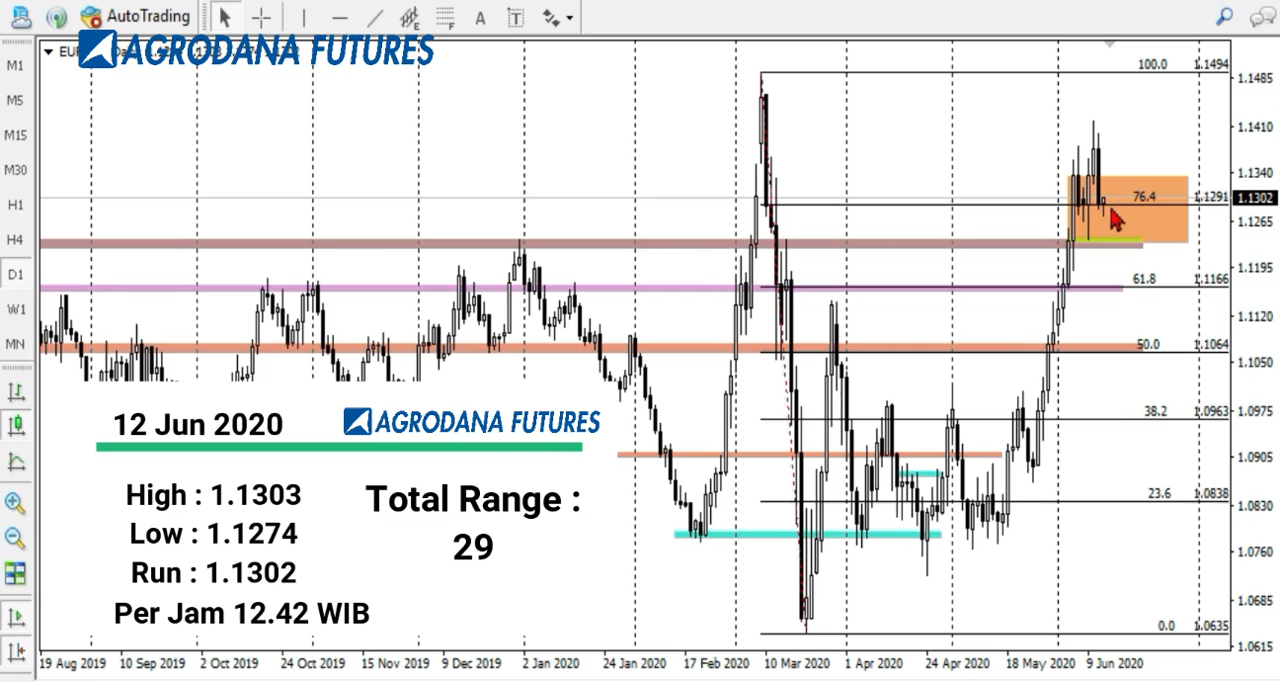 AutoTrading
A
T
E
F
M1
M5
M15
M30
H1
H4
D1
W1
MN
AGRODANA FUTURES
100.0 1.1494
76.4 1.1291
61.8 1.1166
50.0 1.1064
38.2 1.0963
23.6 1.0838
0.0 1.0635
1.1485
1.1410
1.1340
1.1302
1.1265
1.1195
1.1120
1.1050
1.0975
1.0905
1.0830
1.0760
1.0685
1.0615
12 Jun 2020
AGRODANA FUTURES
High : 1.1303
Low : 1.1274
Run : 1.1302
Per Jam 12.42 WIB
Total Range :
29
19 Aug 2019 10 Sep 2019 2 Oct 2019 24 Oct 2019 15 Nov 2019 9 Dec 2019 2 Jan 2020 24 Jan 2020 17 Feb 2020 10 Mar 2020 1 Apr 2020 24 Apr 2020 18 May 2020 9 Jun 2020